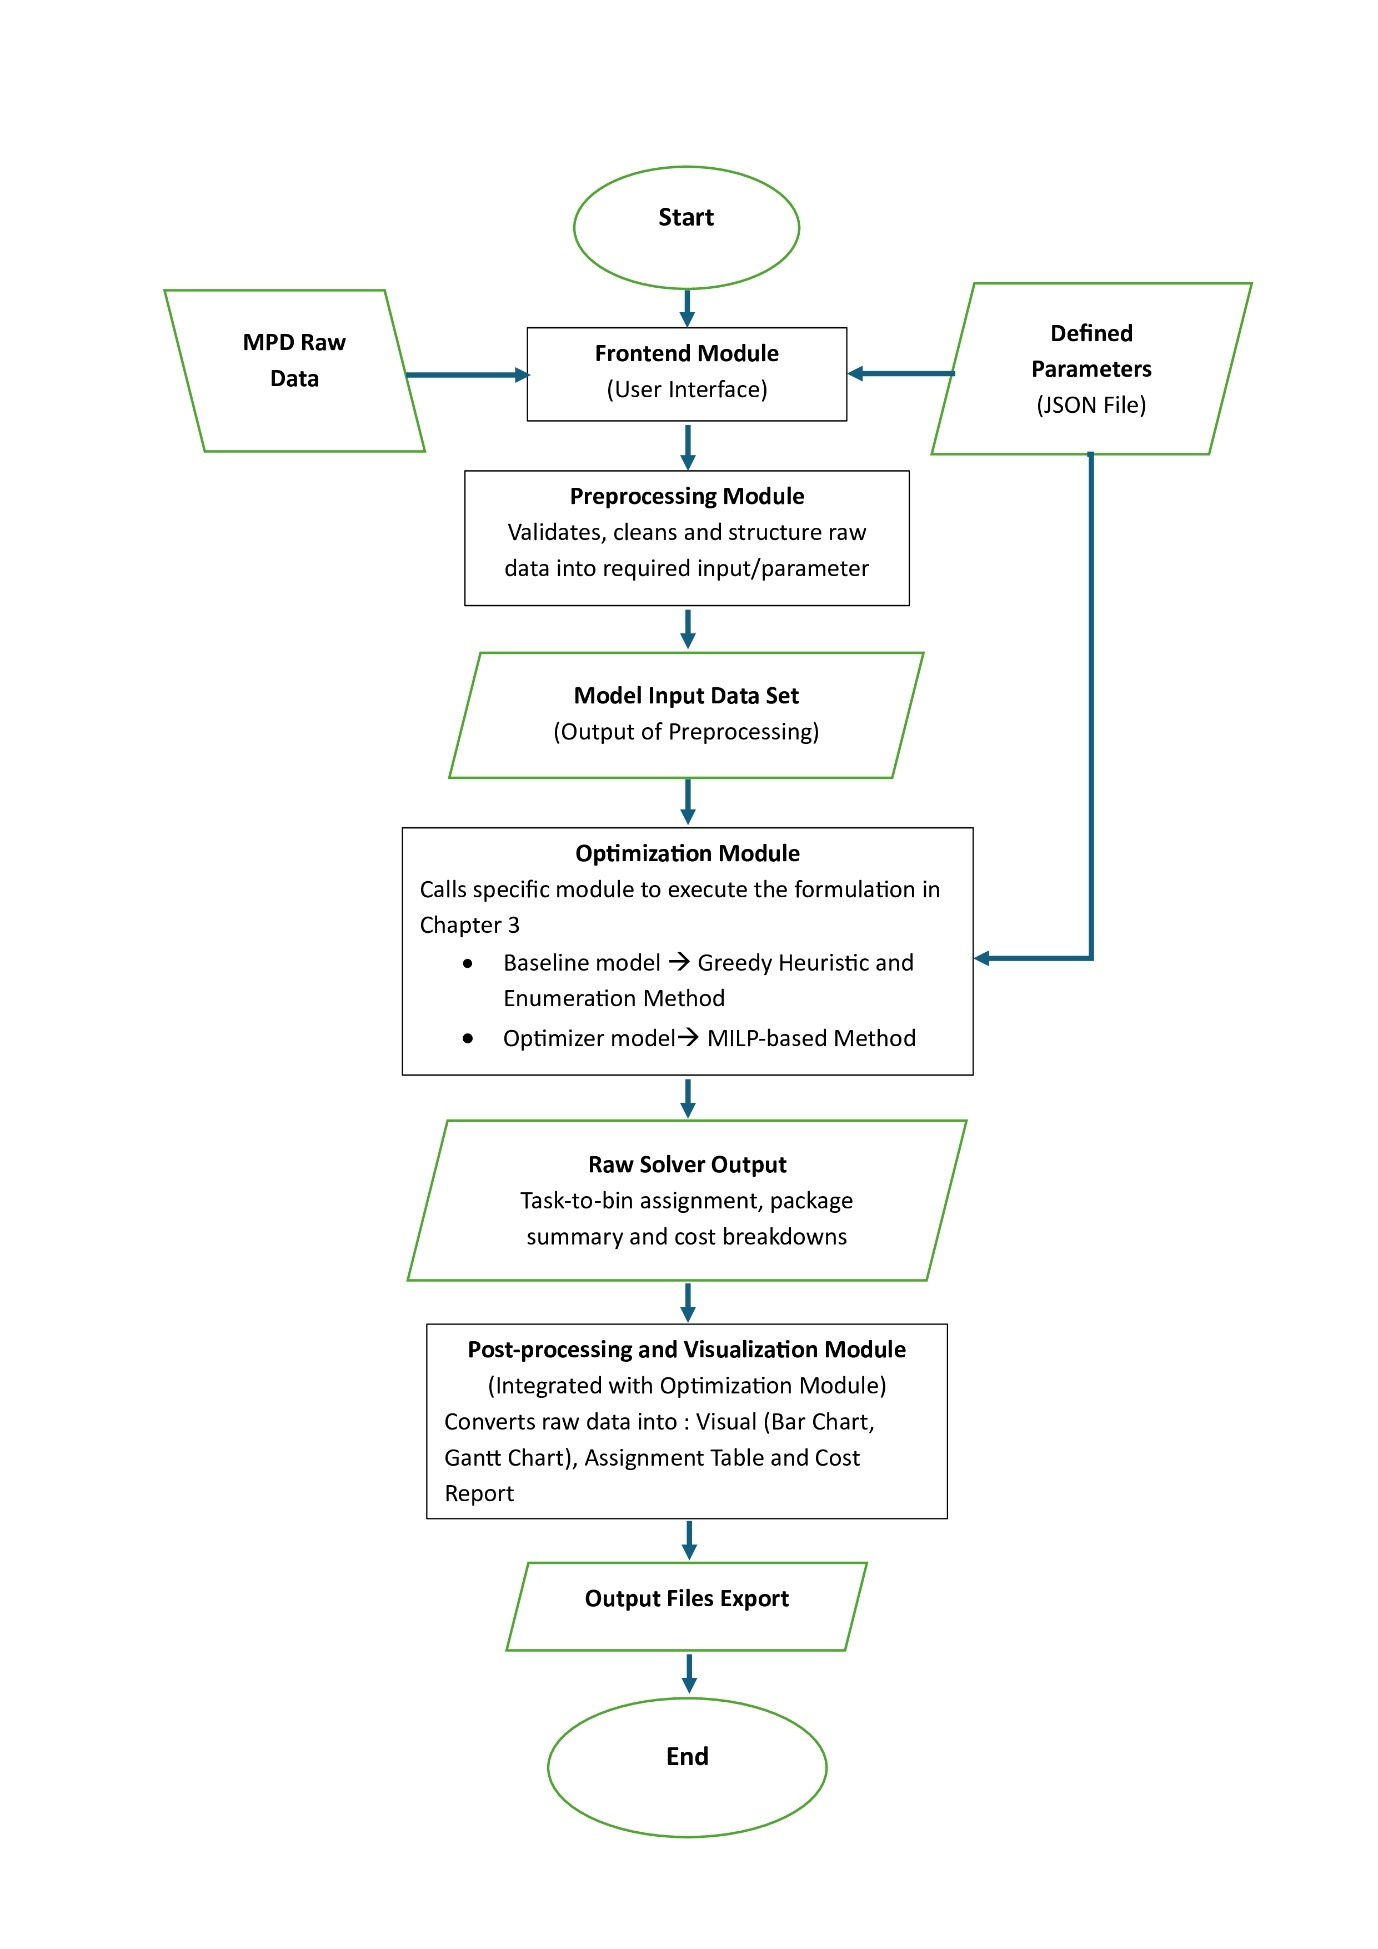 Start
MPD Raw
Data
Frontend Module
(User Interface)
Defined
Parameters
(JSON File)
Preprocessing Module
Validates, cleans and structure raw
data into required input/parameter
Model Input Data Set
(Output of Preprocessing)
Optimization Module
Calls specific module to execute the formulation in
Chapter 3
• Baseline model → Greedy Heuristic and
Enumeration Method
• Optimizer model→ MILP-based Method
Raw Solver Output
Task-to-bin assignment, package
summary and cost breakdowns
Post-processing and Visualization Module
(Integrated with Optimization Module)
Converts raw data into : Visual (Bar Chart,
Gantt Chart), Assignment Table and Cost
Report
Output Files Export
End